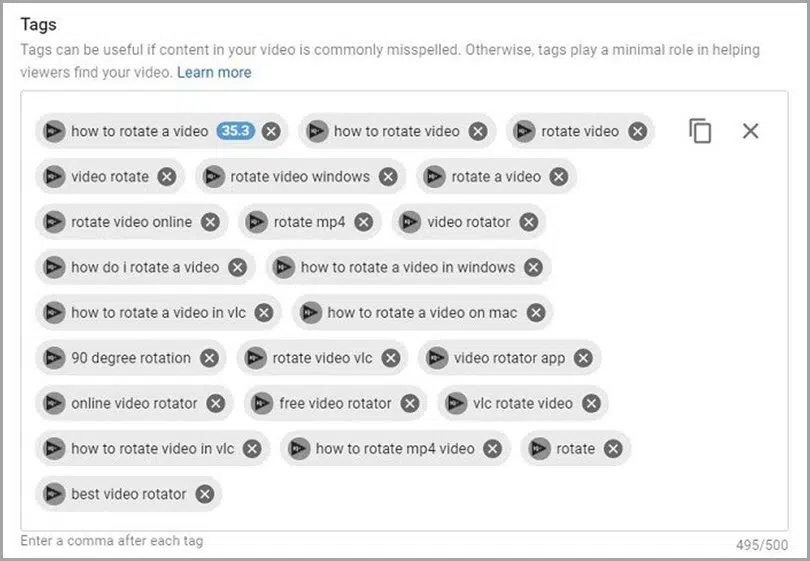 Tags
Tags can be useful if content in your video is commonly misspelled. Otherwise, tags play a minimal role in helping
viewers find your video. Learn more
how to rotate a video 35.3 how to rotate video rotate video
video rotate rotate video windows rotate a video
rotate video online rotate mp4 video rotator
how do i rotate a video how to rotate a video in windows
how to rotate a video in vlc how to rotate a video on mac
90 degree rotation rotate video vlc video rotator app
online video rotator free video rotator vlc rotate video
how to rotate video in vlc how to rotate mp4 video rotate
best video rotator
Enter a comma after each tag 495/500